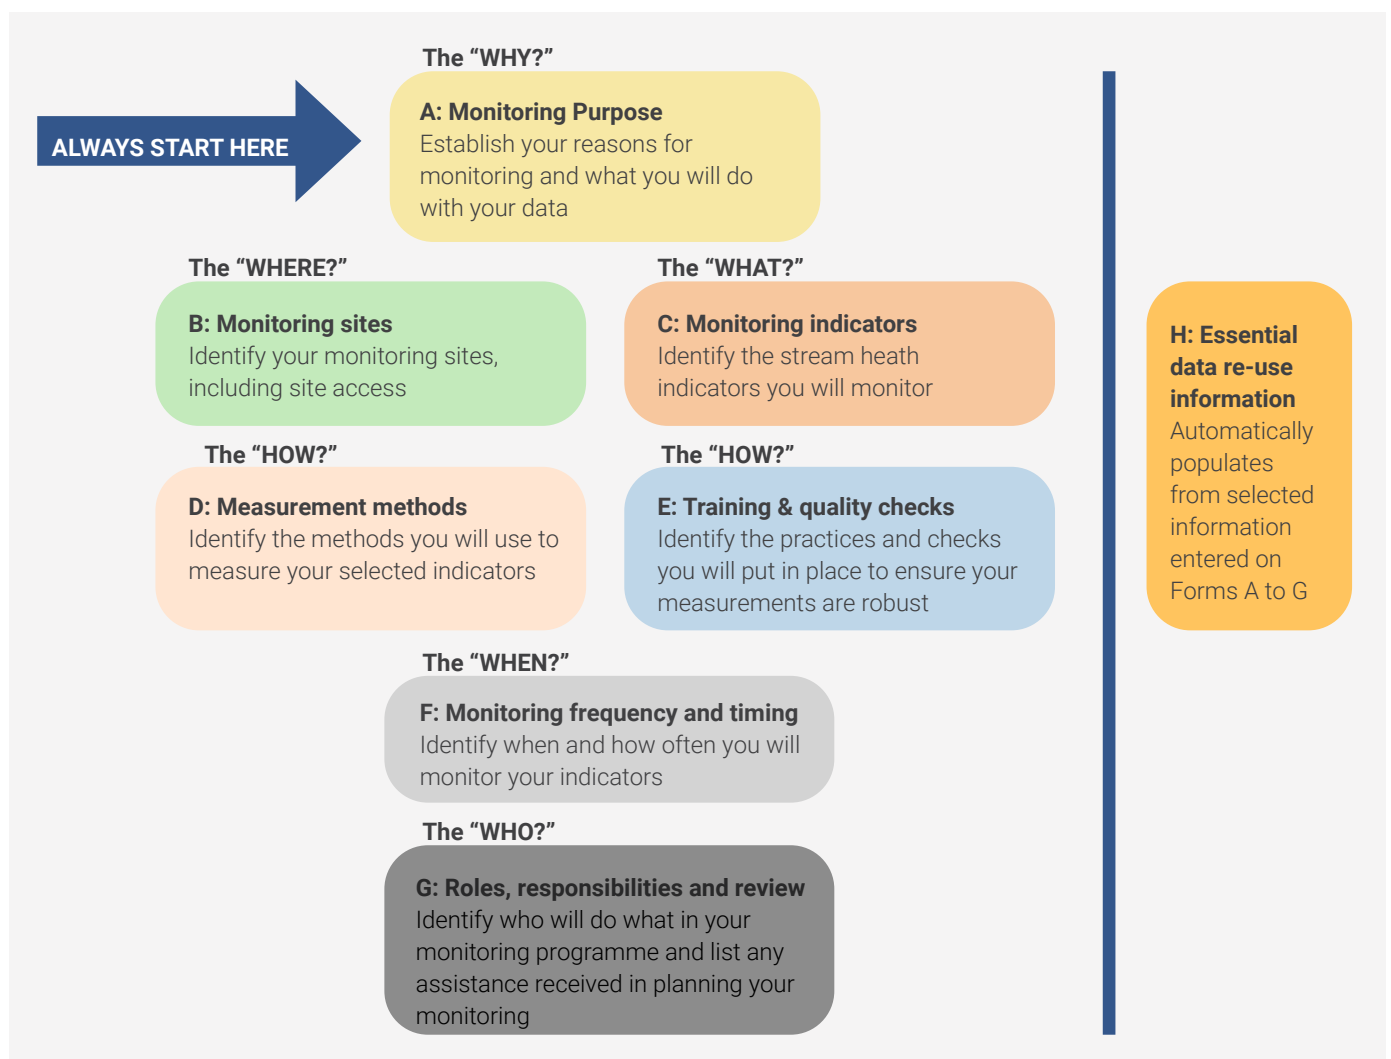 The “WHY?”
ALWAYS START HERE
A: Monitoring Purpose
Establish your reasons for
monitoring and what you will do
with your data
The “WHERE?”
B: Monitoring sites
Identify your monitoring sites,
including site access
The “WHAT?”
C: Monitoring indicators
Identify the stream heath
indicators you will monitor
The “HOW?”
D: Measurement methods
Identify the methods you will use to
measure your selected indicators
The “HOW?”
E: Training & quality checks
Identify the practices and checks
you will put in place to ensure your
measurements are robust
The “WHEN?”
F: Monitoring frequency and timing
Identify when and how often you will
monitor your indicators
The “WHO?”
G: Roles, responsibilities and review
Identify who will do what in your
monitoring programme and list any
assistance received in planning your
monitoring
H: Essential
data re-use
information
Automatically
populates
from selected
information
entered on
Forms A to G